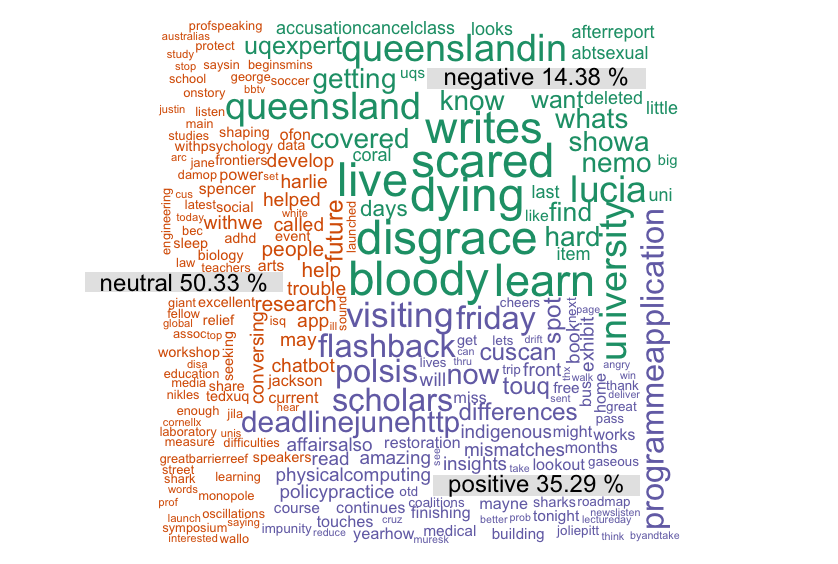 profspeaking accusationcancelclass looks afterreport
australias
study protect uqexpert queenslandin abtsexual
stop saysin beginsmins
school george soccer getting uqs negative 14.38 %
onstory bbtv
justin listen queensland know want deleted little
main
studies shaping ofon covered writes whats
withpsychology data showa
arc jane frontiers develop coral scared nemo big
damop power set harlie live dying last lucia uni
cus spencer
latest social helped days like find
engineering today withwe white called future launched disgrace hard university
bec
sleep adhd event people item
biology
law teachers arts help bloody learn
neutral 50.33 % trouble
giant excellent research sound visiting cheers spot next page programmeapplication
fellow
global relief isq app ill friday
assoc top may flashback get lets drift book exhibit
workshop seeking conversing chatbot can cuscan
disa polsis lives thru trip front thx angry
education jackson will now walk win
media share touq free bus home thank
nikles tedxuq current scholars miss sent deliver
enough jila hear deadlinejunehttp differences great
cornellx pass
laboratory unis indigenous might works
measure difficulties affairsalso restoration mismatches months
greatbarrierreef speakers read amazing see insights take lookout gaseous
street
shark learning physicalcomputing positive 35.29 %
words
prof monopole policypractice otd coalitions mayne sharks roadmap
launch oscillations course continues finishing newslisten
symposium saying touches cruz better prob tonight lectureday
interested wallo impunity reduce yearhow muresk medical building joliepitt think byandtake